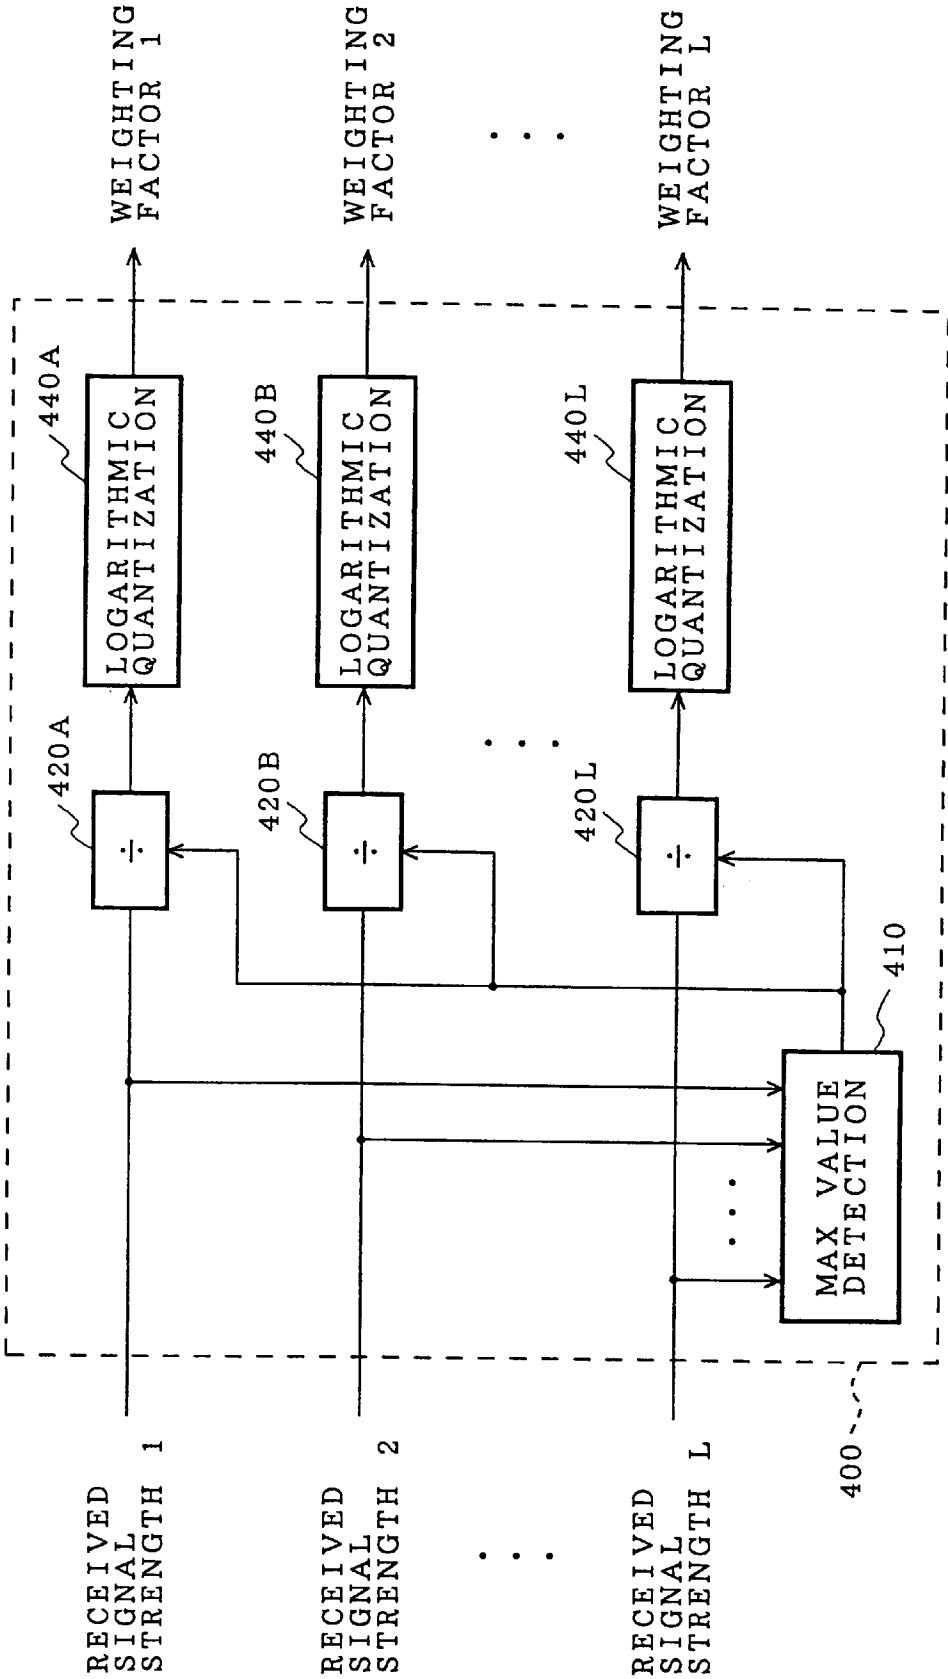 RECEIVED
SIGNAL
STRENGTH 1
RECEIVED
SIGNAL
STRENGTH 2
. . .
RECEIVED
SIGNAL
STRENGTH L
400
MAX VALUE
DETECTION
410
. . .
÷
420A
÷
420B
. . .
÷
420L
LOGARITHMIC
QUANTIZATION
440A
LOGARITHMIC
QUANTIZATION
440B
LOGARITHMIC
QUANTIZATION
440L
WEIGHTING
FACTOR 1
WEIGHTING
FACTOR 2
. . .
WEIGHTING
FACTOR L